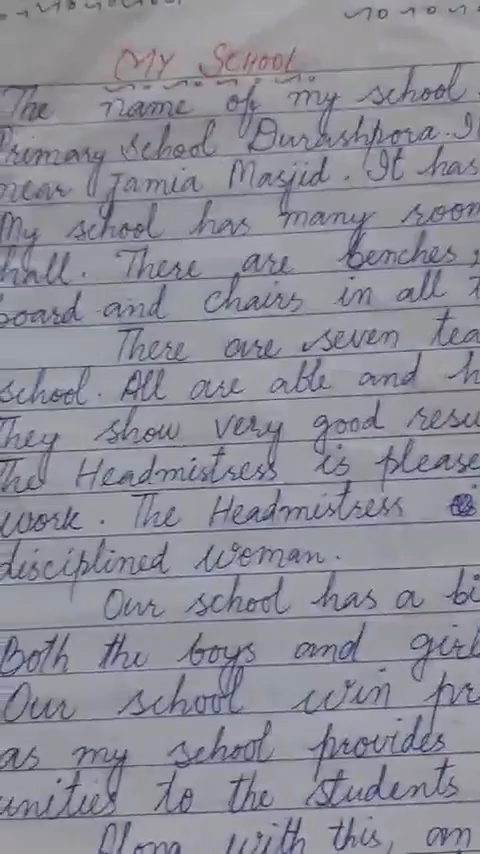 My School
The name of my school
Primary School Durashpora. I
near Jamia Masjid. It has
My school has many room
hall. There are benches,
board and chairs in all t
There are seven tea
school. All are able and h
They show very good resu
The Headmistress is please
work. The Headmistress is
disciplined woman.
Our school has a bi
Both the boys and girl
Our school win pr
as my school provides
unities to the students
Along with this, am